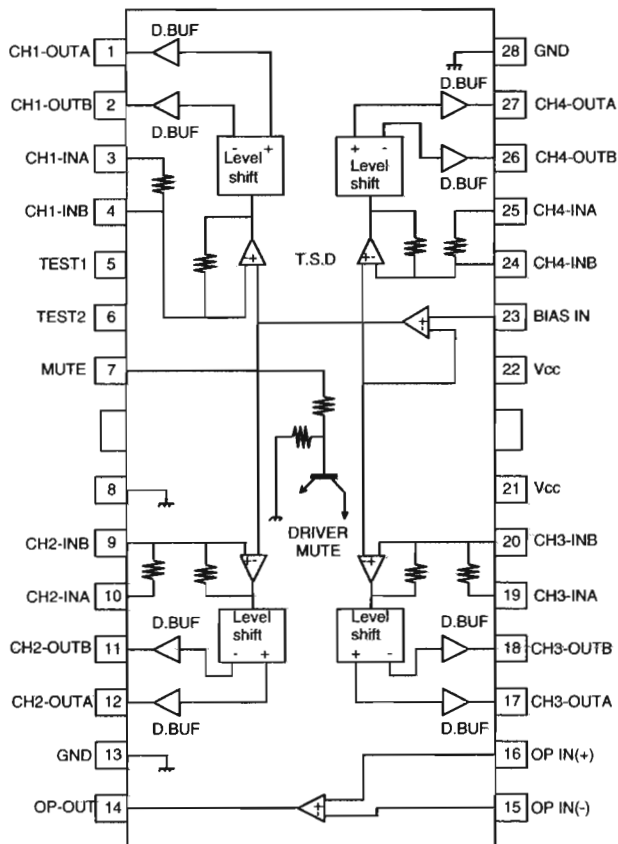 D.BUF
CH1-OUTA 1
28 GND
D.BUF
CH1-OUTB 2
27 CH4-OUTA
D.BUF
- +
Level shift
+ -
Level shift
CH1-INA 3
26 CH4-OUTB
D.BUF
CH1-INB 4
25 CH4-INA
TEST1 5
-+
T.S.D
+-
24 CH4-INB
TEST2 6
+-
23 BIAS IN
MUTE 7
22 Vcc
8
21 Vcc
DRIVER
MUTE
CH2-INB 9
+-
+-
20 CH3-INB
CH2-INA 10
19 CH3-INA
D.BUF
Level shift
- +
Level shift
+ -
D.BUF
CH2-OUTB 11
18 CH3-OUTB
CH2-OUTA 12
17 CH3-OUTA
D.BUF
D.BUF
GND 13
16 OP IN(+)
OP-OUT 14
+-
15 OP IN(-)